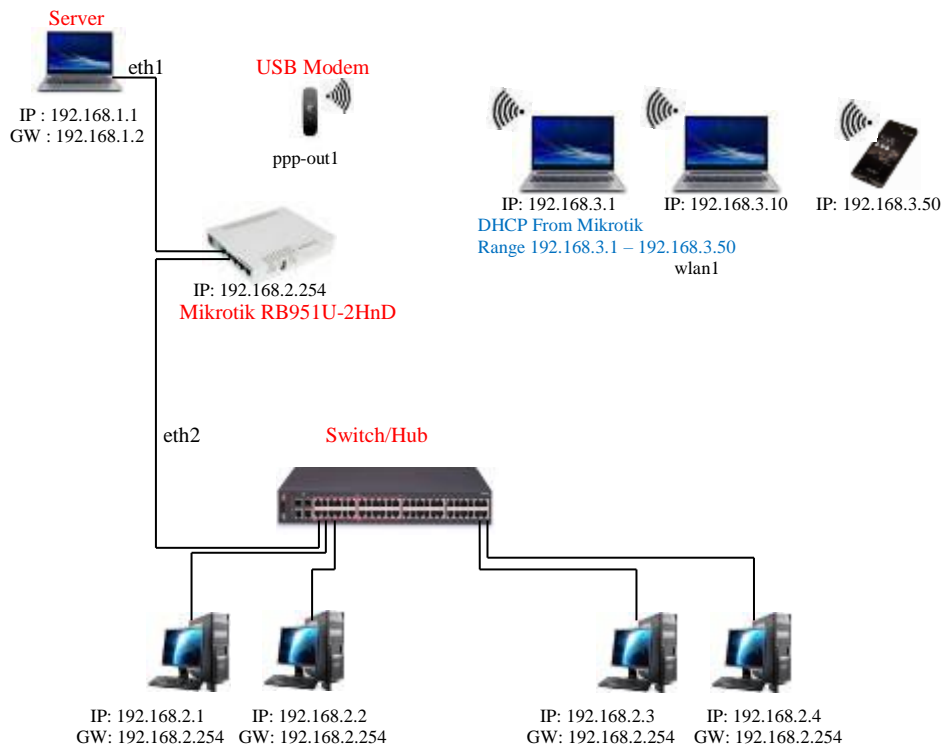 Server
eth1
USB Modem
IP : 192.168.1.1
GW : 192.168.1.2
ppp-out1
IP: 192.168.3.1
IP: 192.168.3.10
IP: 192.168.3.50
DHCP From Mikrotik
Range 192.168.3.1 – 192.168.3.50
wlan1
IP: 192.168.2.254
Mikrotik RB951U-2HnD
eth2
Switch/Hub
IP: 192.168.2.1
GW: 192.168.2.254
IP: 192.168.2.2
GW: 192.168.2.254
IP: 192.168.2.3
GW: 192.168.2.254
IP: 192.168.2.4
GW: 192.168.2.254